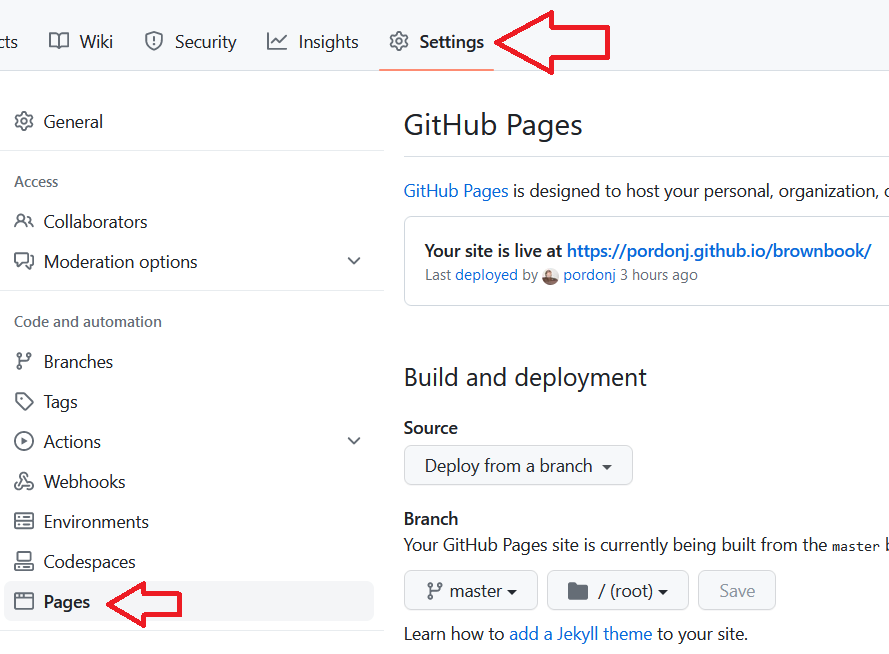 cts Wiki Security Insights Settings
General
Access
Collaborators
Moderation options
Code and automation
Branches
Tags
Actions
Webhooks
Environments
Codespaces
Pages
GitHub Pages
GitHub Pages is designed to host your personal, organization,
Your site is live at https://pordonj.github.io/brownbook/
Last deployed by pordonj 3 hours ago
Build and deployment
Source
Deploy from a branch
Branch
Your GitHub Pages site is currently being built from the master
master / (root) Save
Learn how to add a Jekyll theme to your site.